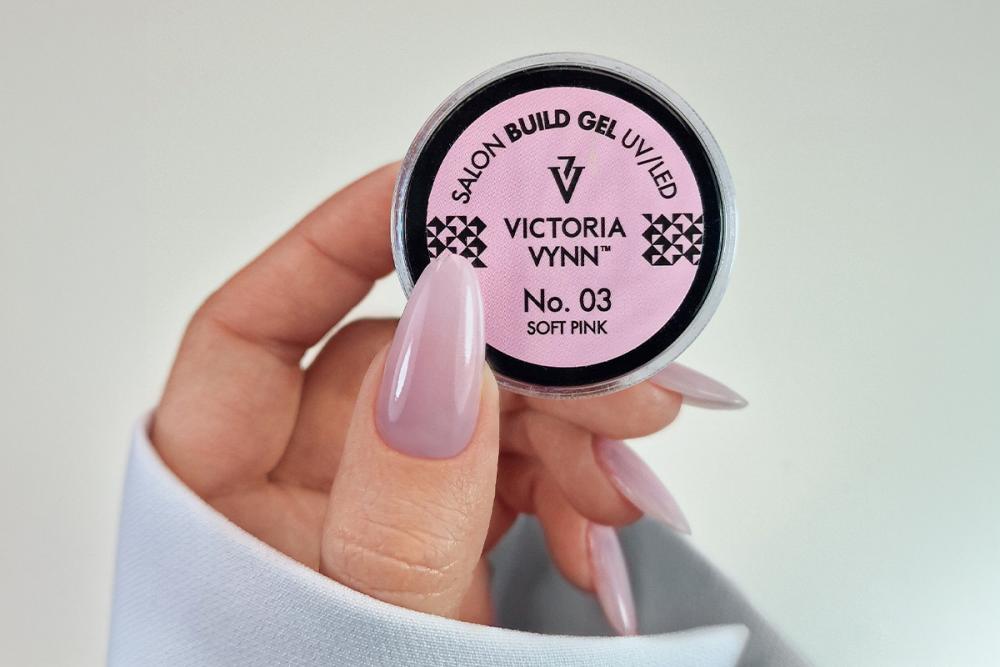 SALON BUILD GEL UV/LED
VICTORIA
VYNN™
No. 03
SOFT PINK